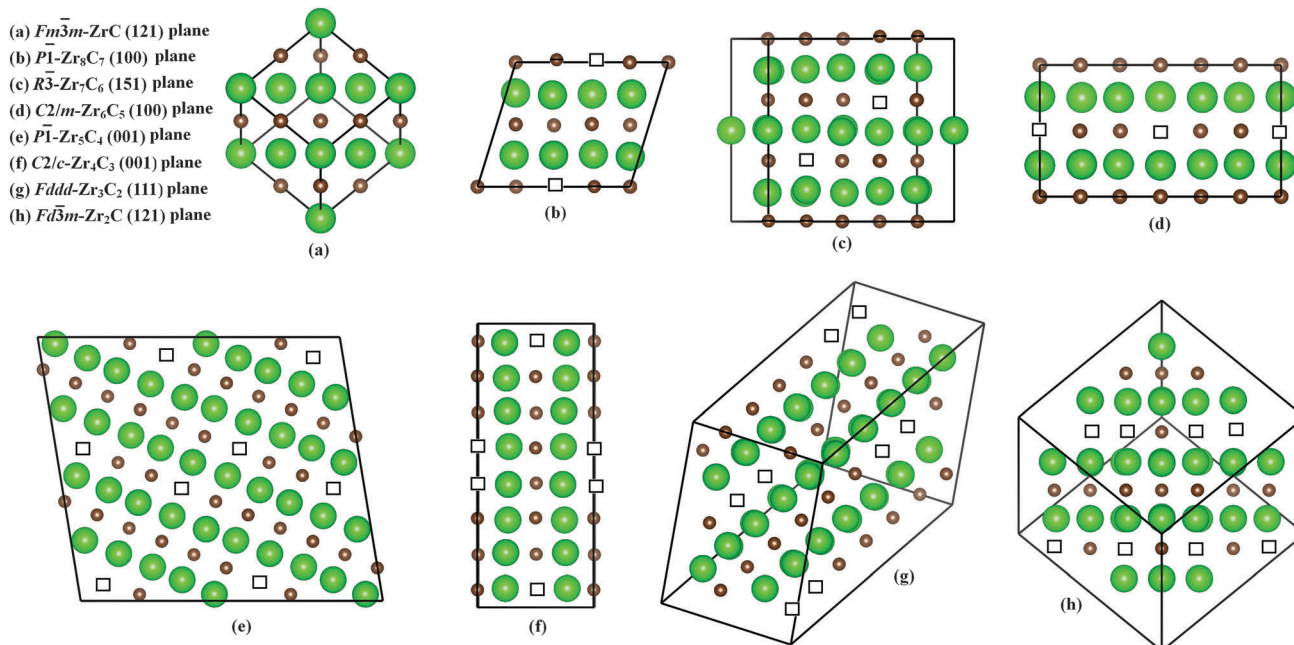 (a) Fm3̅m-ZrC (121) plane
(b) P1̅-Zr₈C₇ (100) plane
(c) R3̅-Zr₇C₆ (151) plane
(d) C2/m-Zr₆C₅ (100) plane
(e) P1̅-Zr₅C₄ (001) plane
(f) C2/c-Zr₄C₃ (001) plane
(g) Fddd-Zr₃C₂ (111) plane
(h) Fd3̅m-Zr₂C (121) plane
(a)
(b)
(c)
(d)
(e)
(f)
(g)
(h)